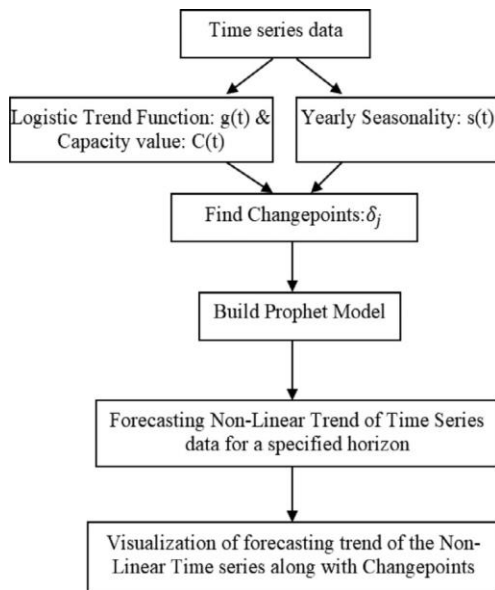 Time series data
Logistic Trend Function: g(t) &
Capacity value: C(t)
Yearly Seasonality: s(t)
Find Changepoints:δⱼ
Build Prophet Model
Forecasting Non-Linear Trend of Time Series
data for a specified horizon
Visualization of forecasting trend of the Non-
Linear Time series along with Changepoints